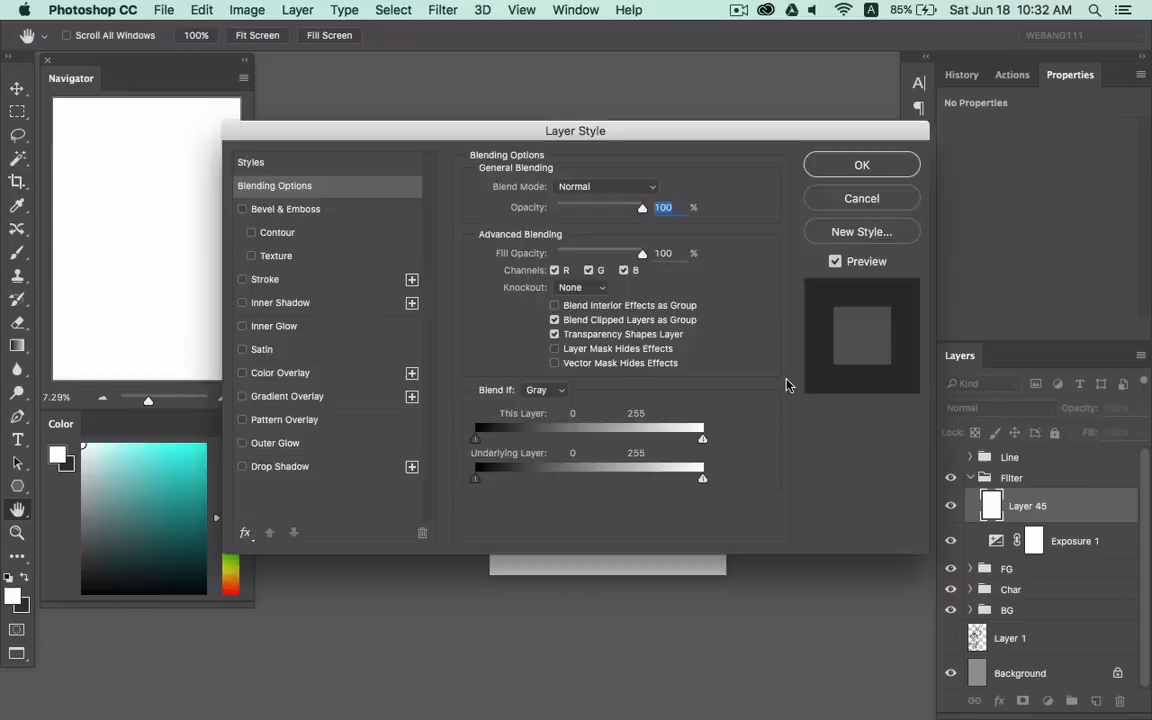 Photoshop CC File Edit Image Layer Type Select Filter 3D View Window Help A 85% Sat Jun 18 10:32 AM
Scroll All Windows 100% Fit Screen Fill Screen WEBANG111
Navigator
7.29%
Color
Layer Style
Styles
Blending Options
Bevel & Emboss
Contour
Texture
Stroke
Inner Shadow
Inner Glow
Satin
Color Overlay
Gradient Overlay
Pattern Overlay
Outer Glow
Drop Shadow
fx
Blending Options
General Blending
Blend Mode: Normal
Opacity: 100 %
Advanced Blending
Fill Opacity: 100 %
Channels: R G B
Knockout: None
Blend Interior Effects as Group
Blend Clipped Layers as Group
Transparency Shapes Layer
Layer Mask Hides Effects
Vector Mask Hides Effects
Blend If: Gray
This Layer: 0 255
Underlying Layer: 0 255
OK
Cancel
New Style...
Preview
History Actions Properties
No Properties
Layers
Kind
Normal Opacity: 100%
Lock: Fill: 100%
Line
Filter
Layer 45
Exposure 1
FG
Char
BG
Layer 1
Background
fx